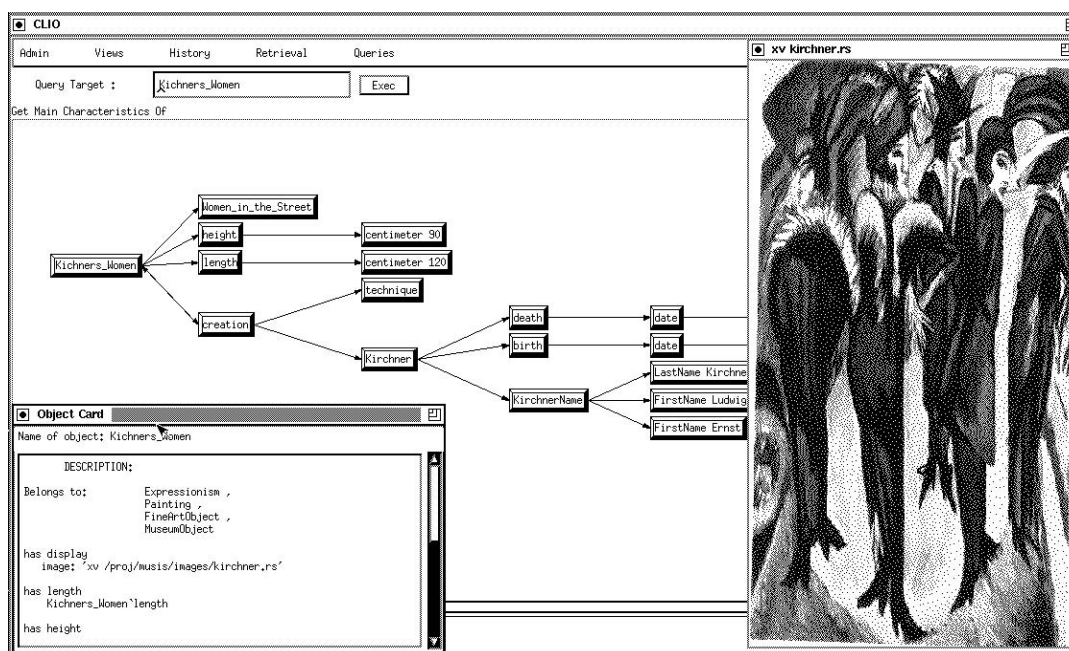 CLIO
Admin Views History Retrieval Queries
Query Target : Kichners_Women Exec
Get Main Characteristics Of
Women_in_the_Street
height centimeter 90
Kichners_Women length centimeter 120
technique
creation
death date
birth date
Kirchner
LastName Kirchne
KirchnerName FirstName Ludwig
FirstName Ernst
Object Card
Name of object: Kichners_Women
DESCRIPTION:
Belongs to: Expressionism ,
Painting ,
FineArtObject ,
MuseumObject
has display
image: 'xv /proj/musis/images/kirchner.rs'
has length
Kichners_Women`length
has height
xv kirchner.rs